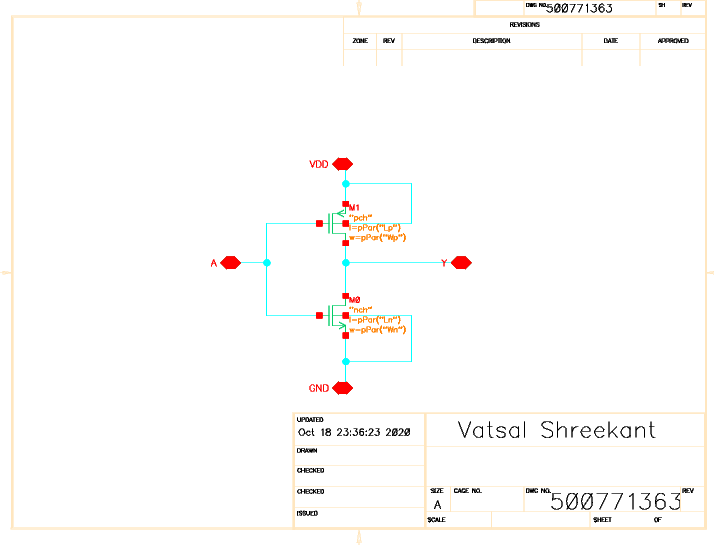 DWG NO. 500771363 SH REV
REVISIONS
ZONE REV DESCRIPTION DATE APPROVED
VDD
M1
"pch"
l=pPar("Lp")
w=pPar("Wp")
A Y
M0
"nch"
l=pPar("Ln")
w=pPar("Wn")
GND
UPDATED
Oct 18 23:36:23 2020
Vatsal Shreekant
DRAWN
CHECKED
CHECKED
SIZE CAGE NO. DWG NO. REV
A 500771363
ISSUED
SCALE SHEET OF